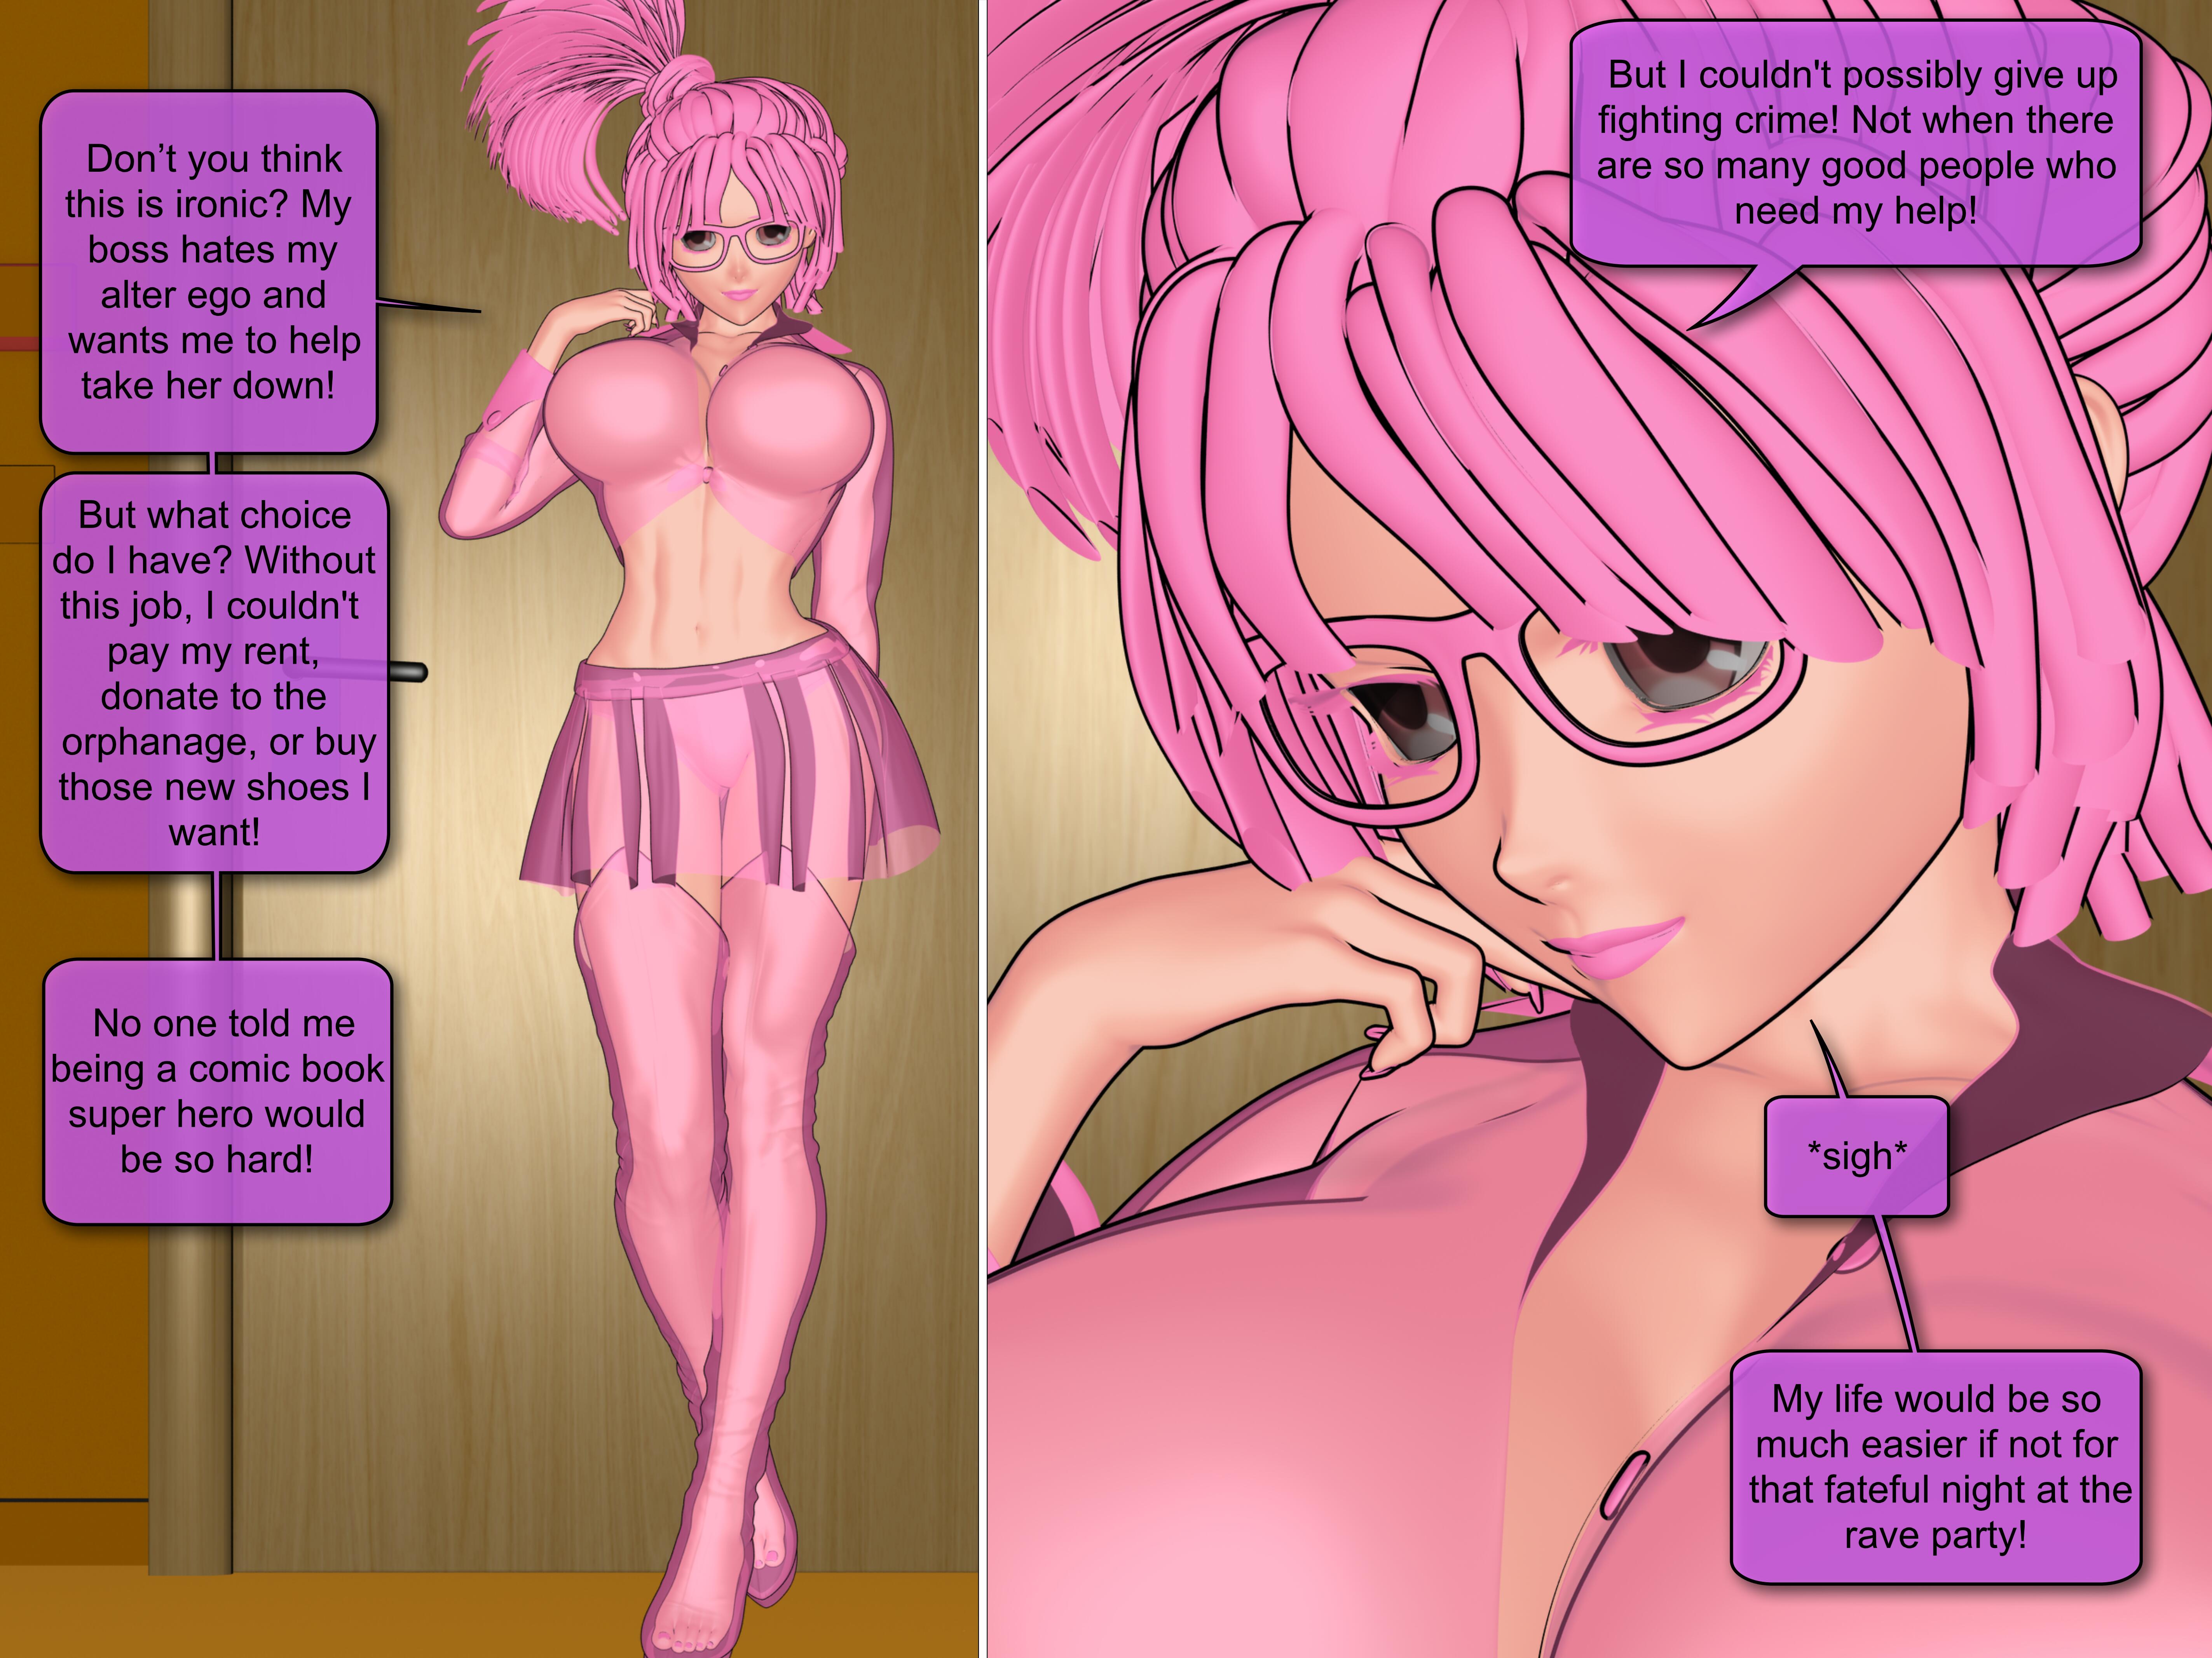 Don’t you think
this is ironic? My
boss hates my
alter ego and
wants me to help
take her down!
But what choice
do I have? Without
this job, I couldn't
pay my rent,
donate to the
orphanage, or buy
those new shoes I
want!
No one told me
being a comic book
super hero would
be so hard!
But I couldn't possibly give up
fighting crime! Not when there
are so many good people who
need my help!
*sigh*
My life would be so
much easier if not for
that fateful night at the
rave party!